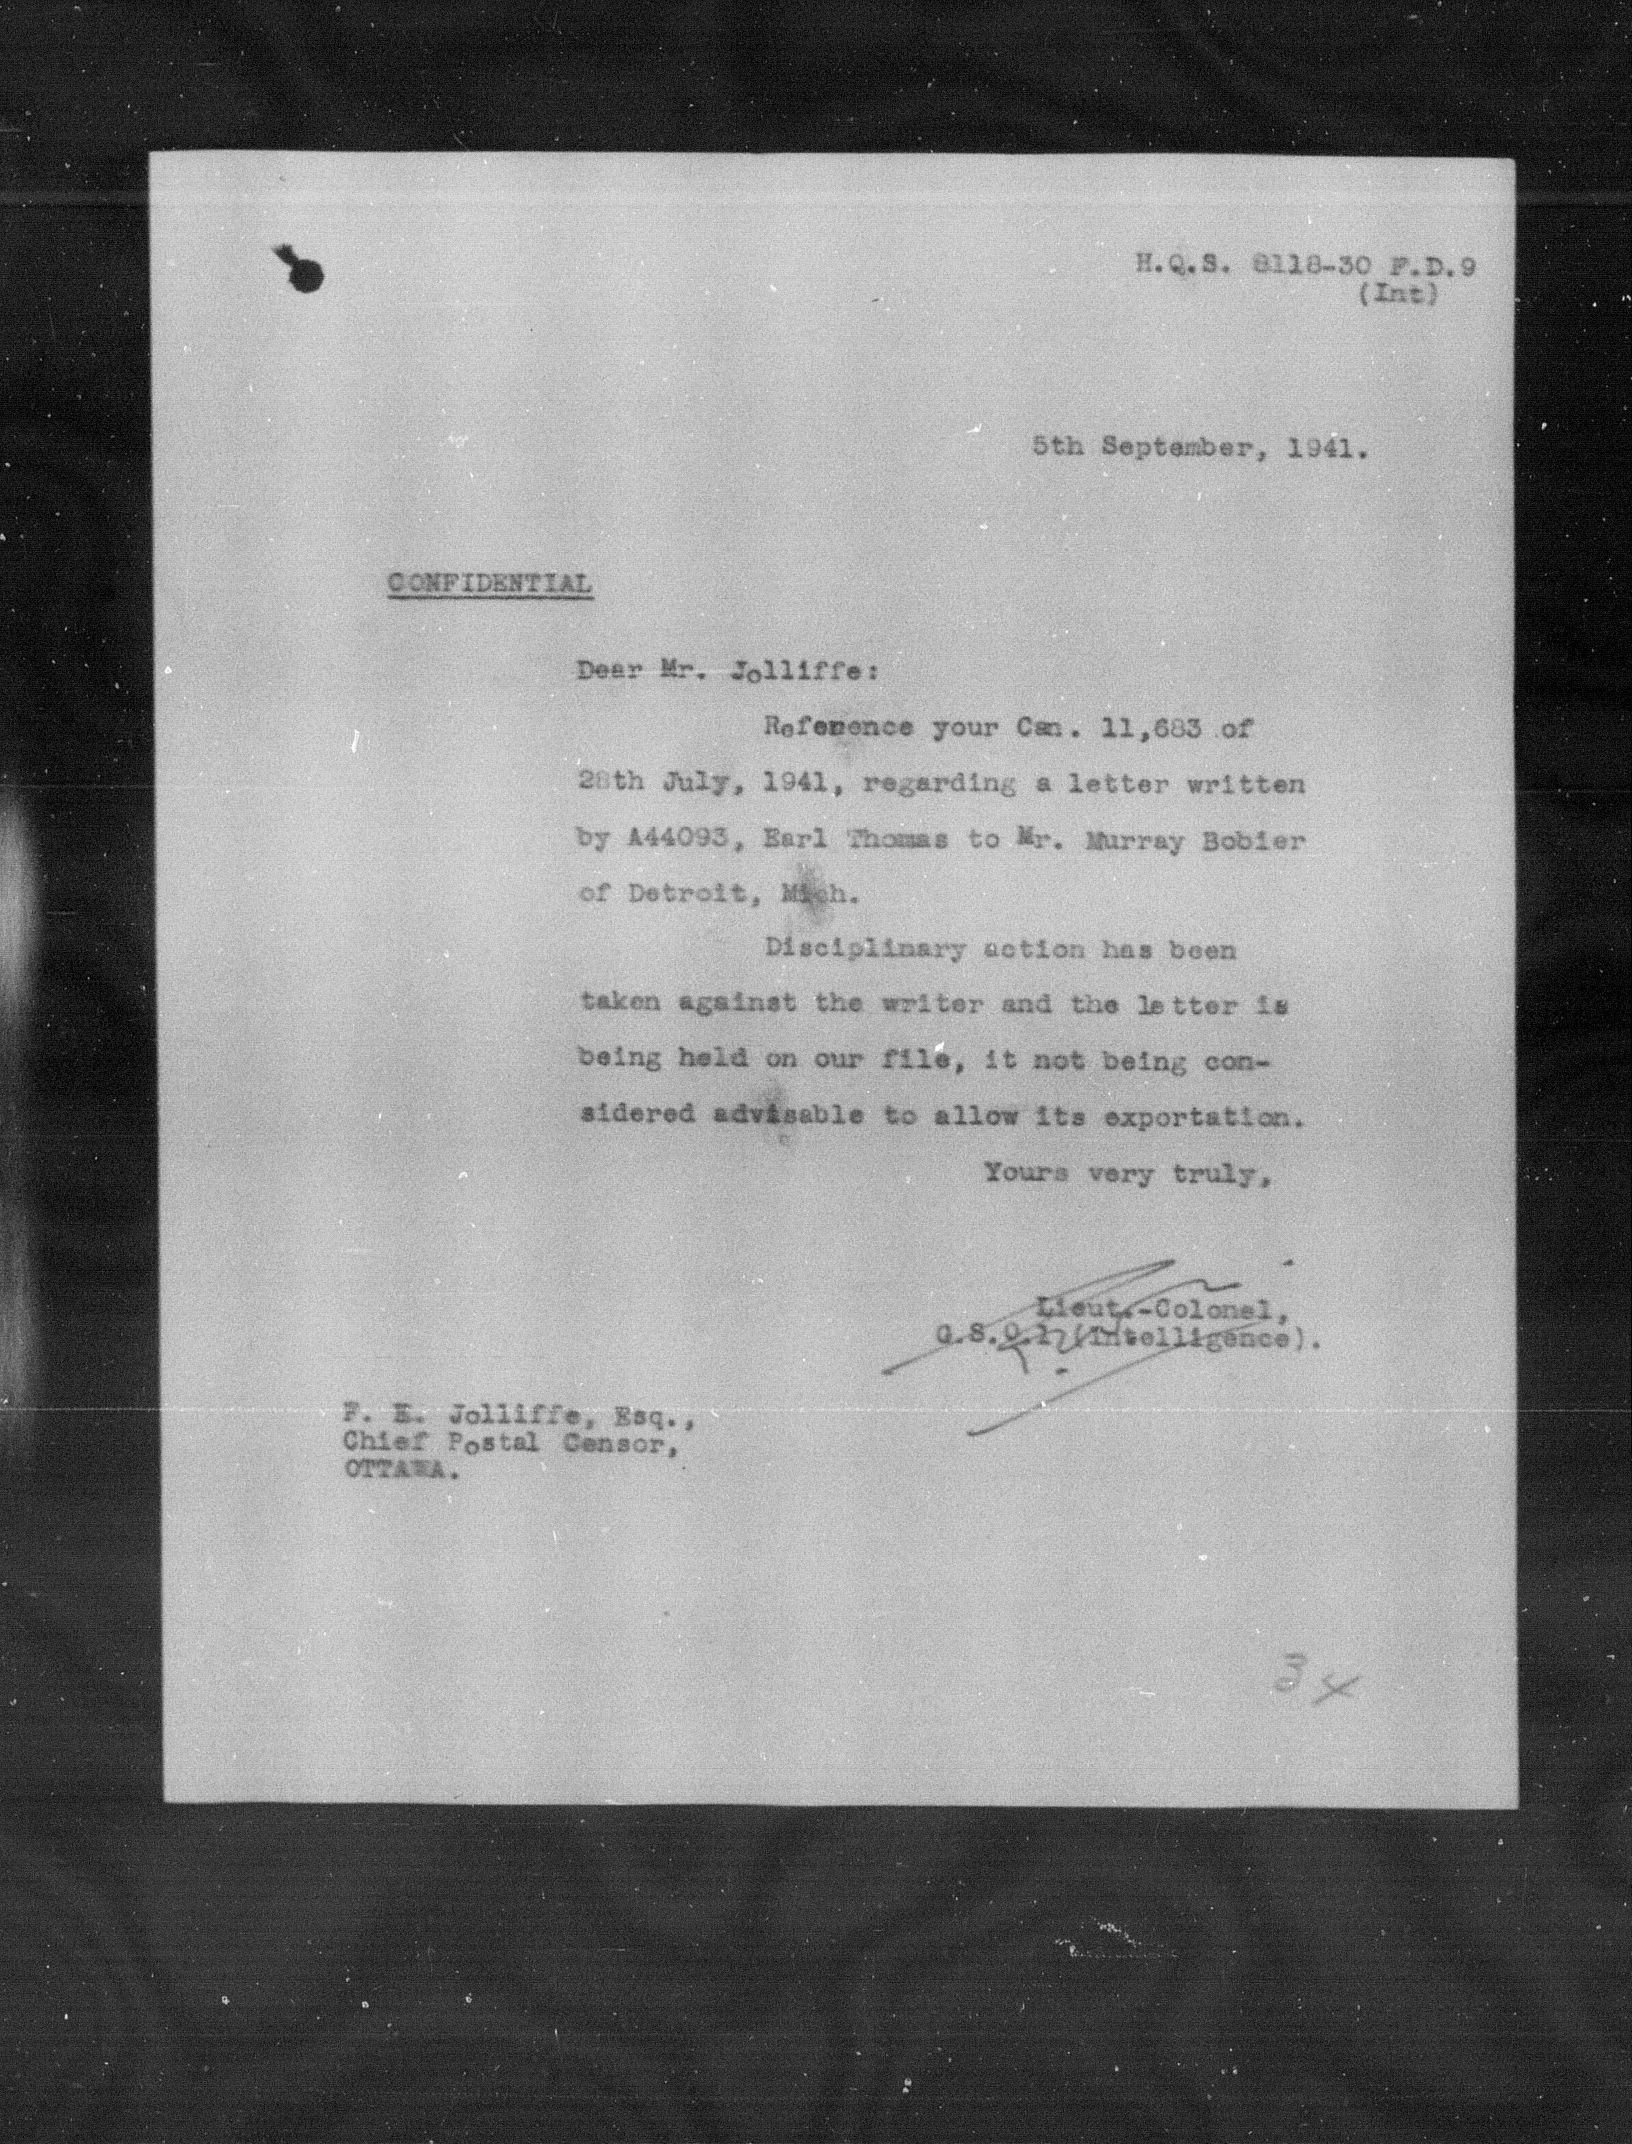 H.Q.S. 8118-30 F.D.9
(Int)
5th September, 1941.
CONFIDENTIAL
Dear Mr. Jolliffe:
Reference your Can. 11,683 of
28th July, 1941, regarding a letter written
by A44093, Earl Thomas to Mr. Murray Bobier
of Detroit, Mich.
Disciplinary action has been
taken against the writer and the letter is
being held on our file, it not being con-
sidered advisable to allow its exportation.
Yours very truly,
Lieut.-Colonel,
G.S.O.1 (Intelligence).
F. E. Jolliffe, Esq.,
Chief Postal Censor,
OTTAWA.